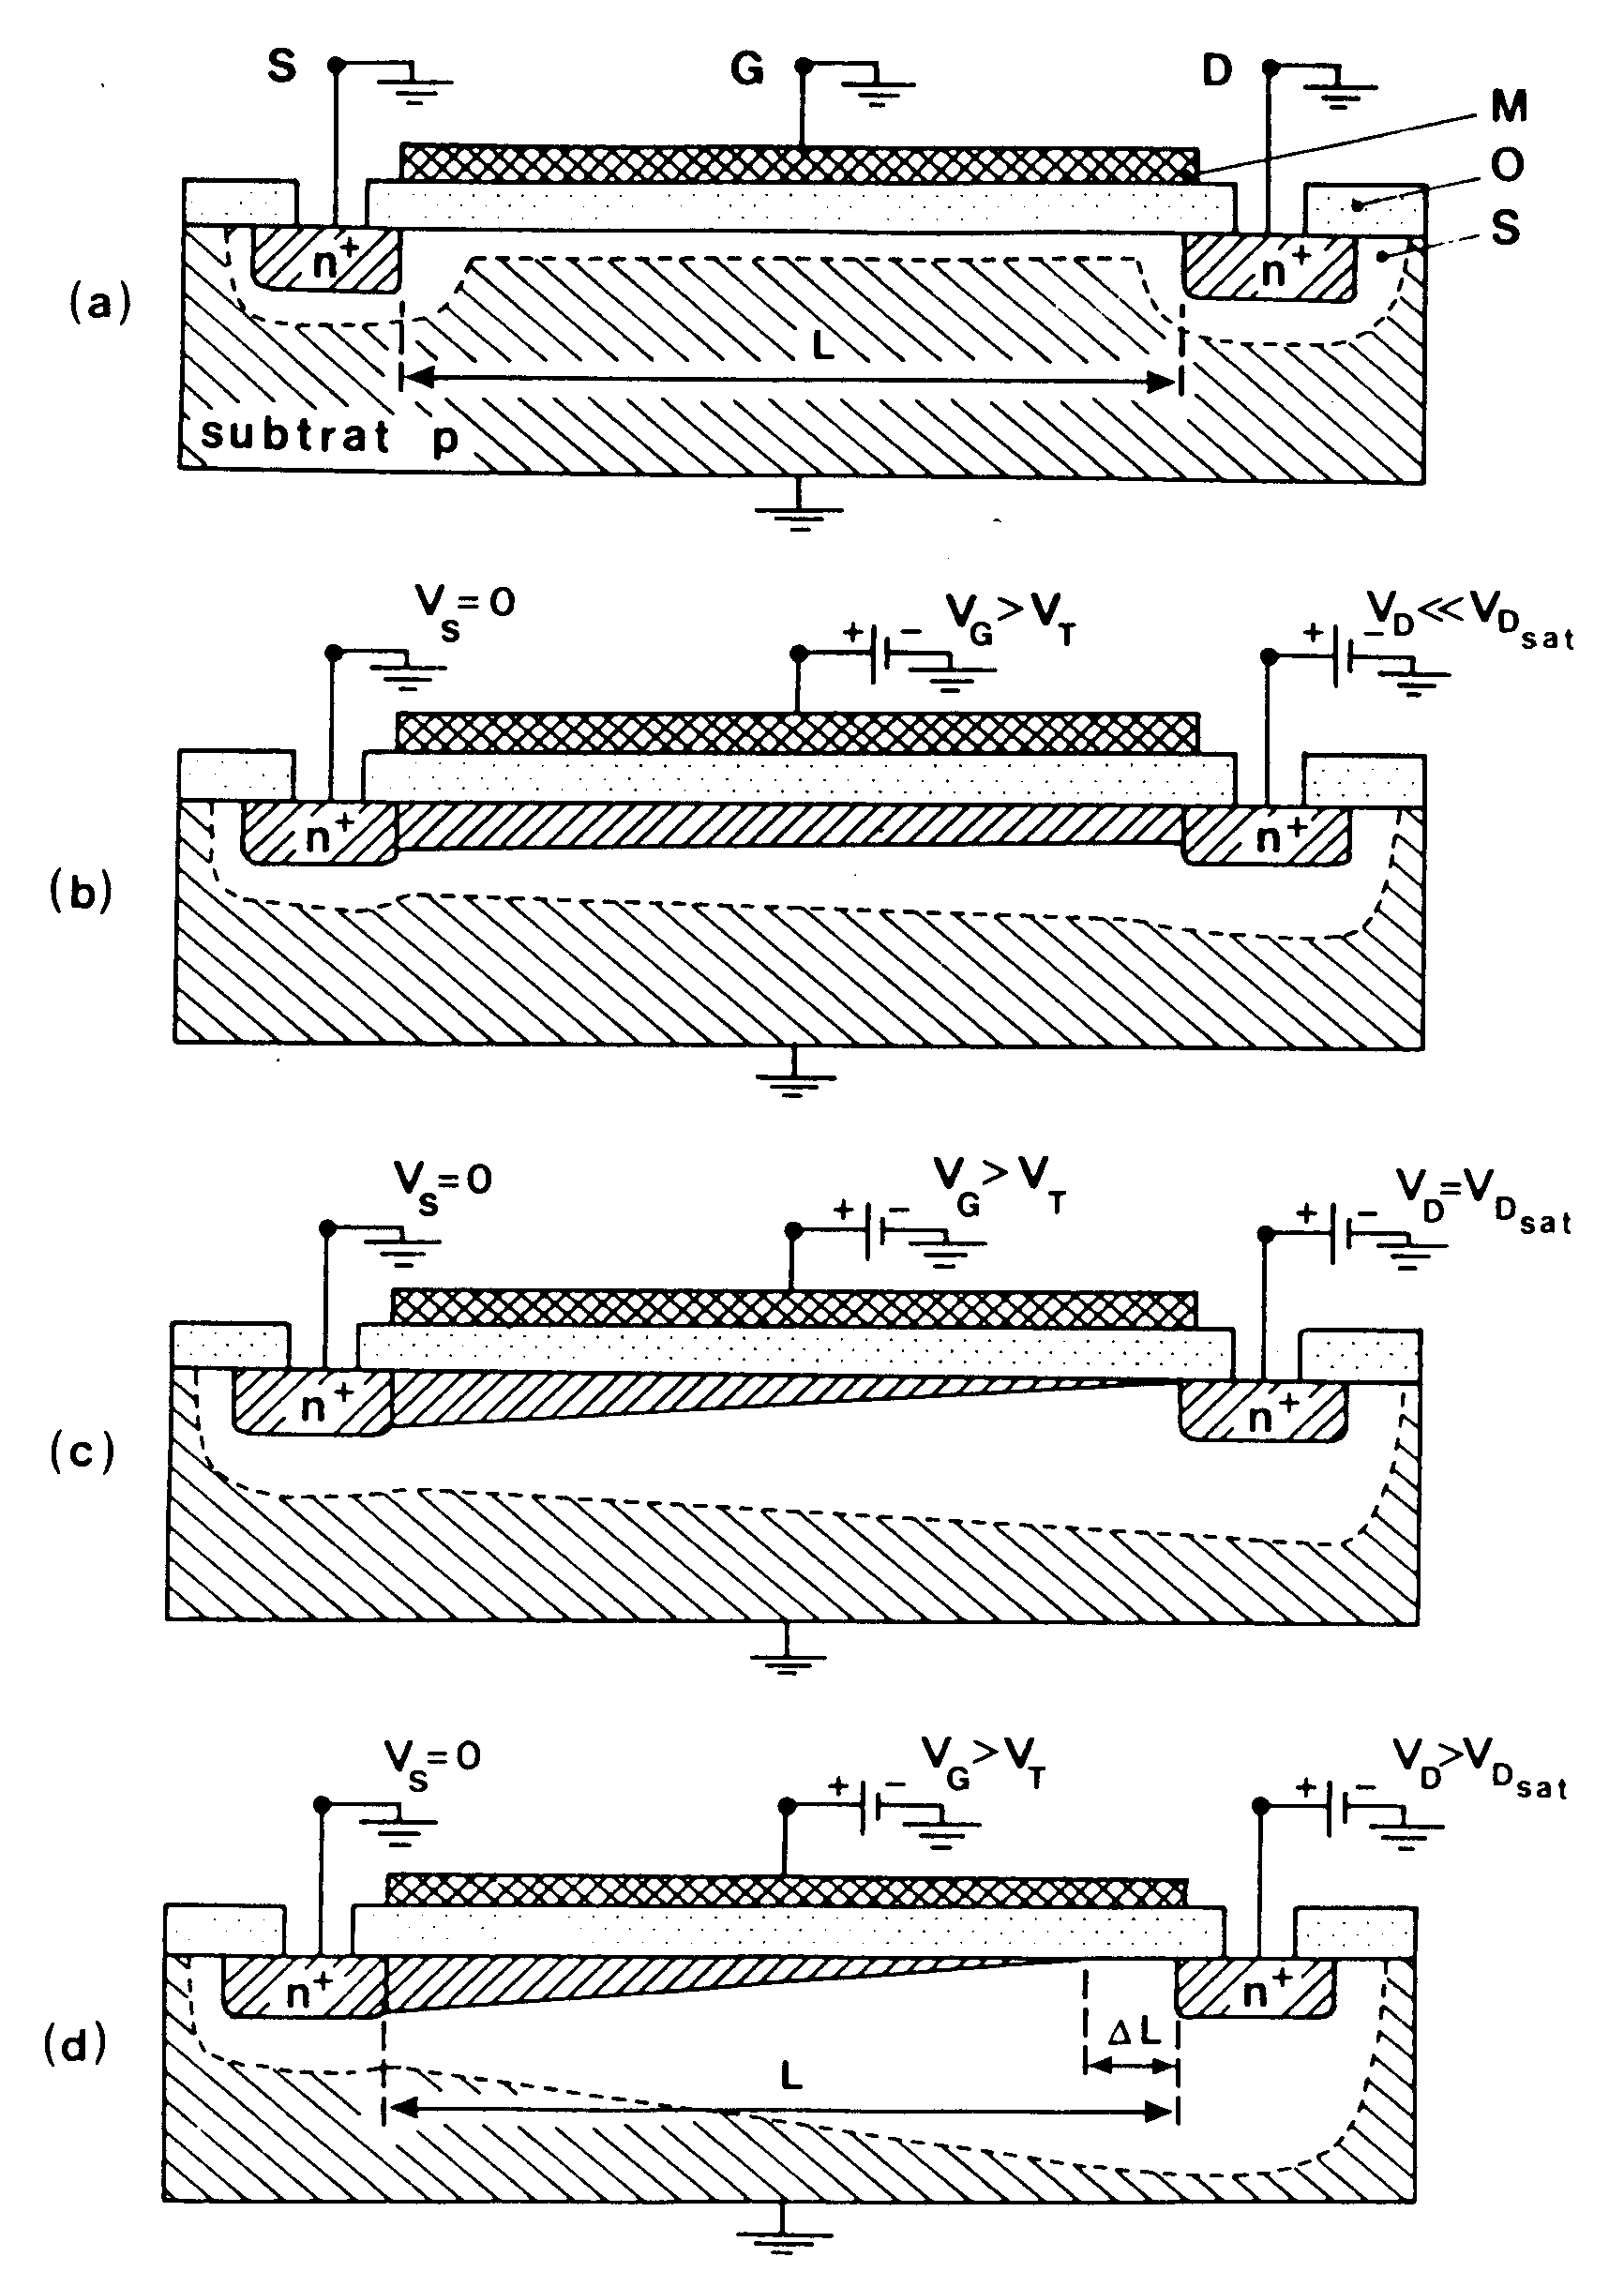 S G D
M
O
S
n+ n+
(a)
L
subtrat p
VS=0 VG>VT VD≪VDsat
+ - + -
n+ n+
(b)
VS=0 VG>VT VD=VDsat
+ - + -
n+ n+
(c)
VS=0 VG>VT VD>VDsat
+ - + -
n+ n+
(d)
ΔL
L